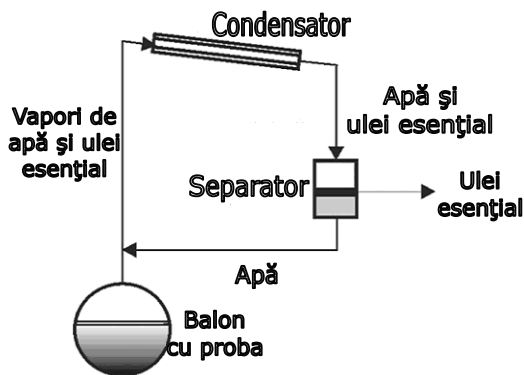 Condensator
Vapori de
apă şi ulei
esenţial
Apă şi
ulei esenţial
Separator
Ulei
esenţial
Apă
Balon
cu proba